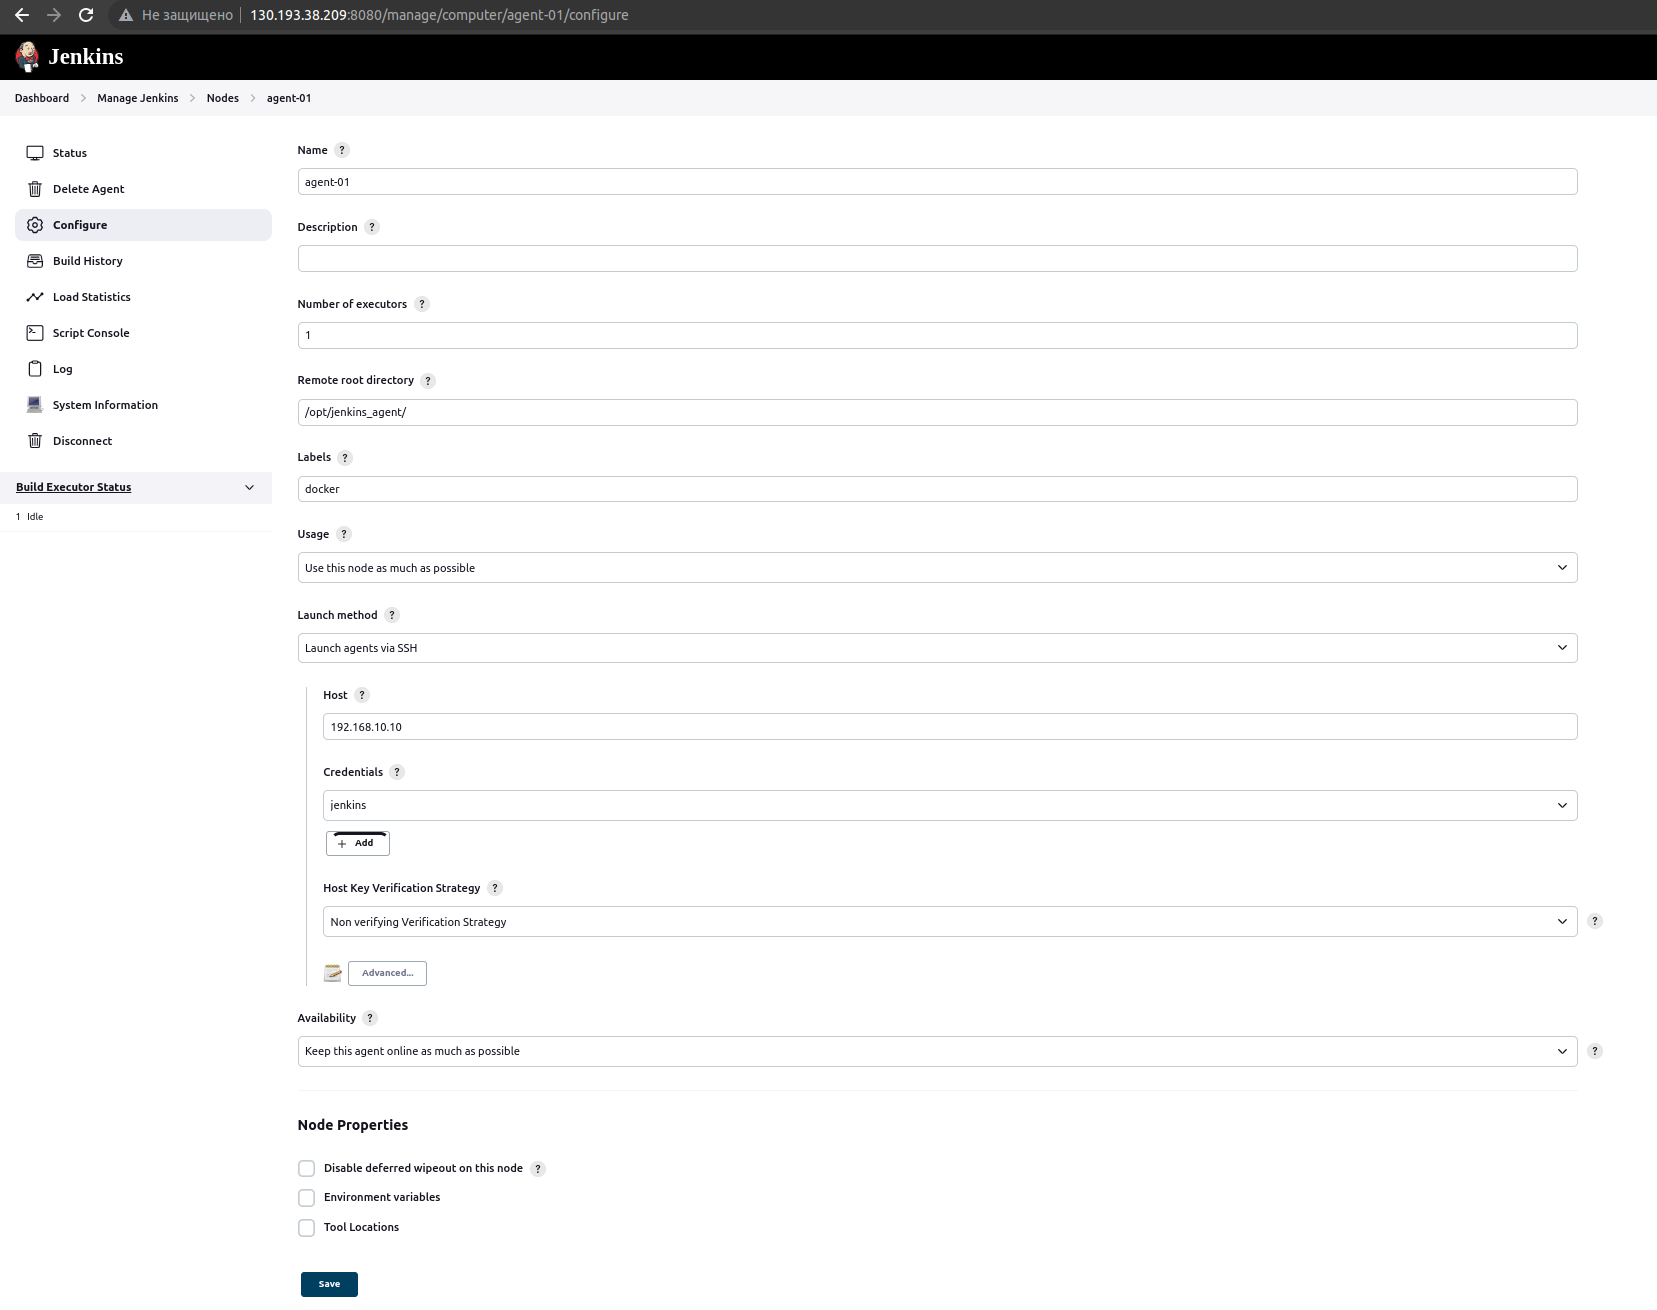 Не защищено 130.193.38.209:8080/manage/computer/agent-01/configure
Jenkins
Dashboard Manage Jenkins Nodes agent-01
Status
Delete Agent
Configure
Build History
Load Statistics
Script Console
Log
System Information
Disconnect
Build Executor Status
1 Idle
Name ?
agent-01
Description ?
Number of executors ?
1
Remote root directory ?
/opt/jenkins_agent/
Labels ?
docker
Usage ?
Use this node as much as possible
Launch method ?
Launch agents via SSH
Host ?
192.168.10.10
Credentials ?
jenkins
+ Add
Host Key Verification Strategy ?
Non verifying Verification Strategy
?
Advanced...
Availability ?
Keep this agent online as much as possible
?
Node Properties
Disable deferred wipeout on this node ?
Environment variables
Tool Locations
Save